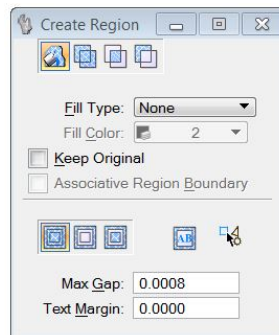 Create Region
Fill Type: None
Fill Color: 2
Keep Original
Associative Region Boundary
AB
Max Gap: 0.0008
Text Margin: 0.0000